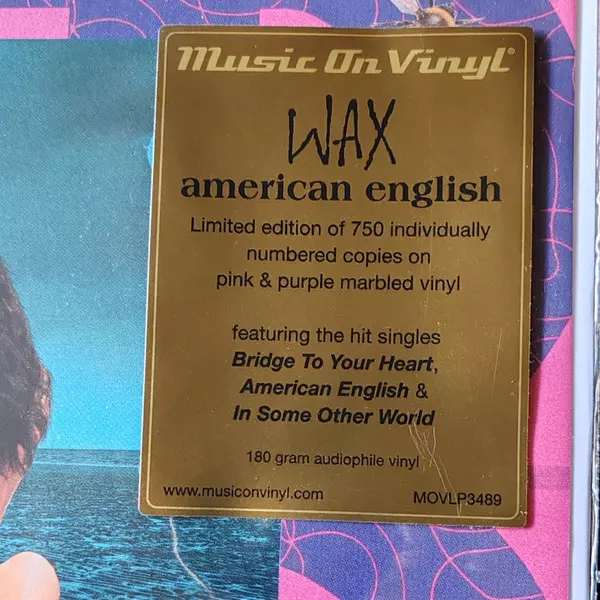 Music On Vinyl®
WAX
american english
Limited edition of 750 individually
numbered copies on
pink & purple marbled vinyl
featuring the hit singles
Bridge To Your Heart,
American English &
In Some Other World
180 gram audiophile vinyl
www.musiconvinyl.com
MOVLP3489